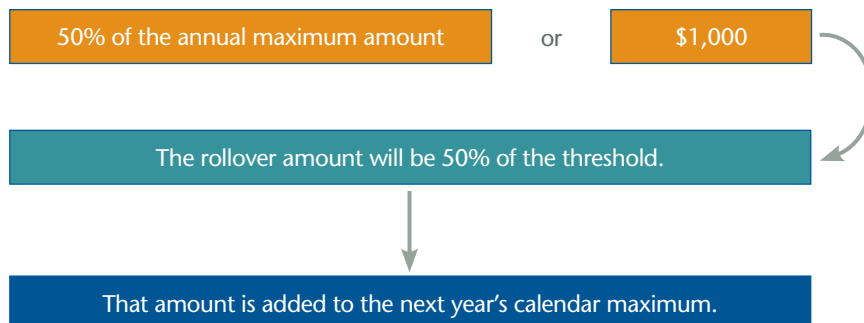 50% of the annual maximum amount or $1,000
The rollover amount will be 50% of the threshold.
That amount is added to the next year's calendar maximum.